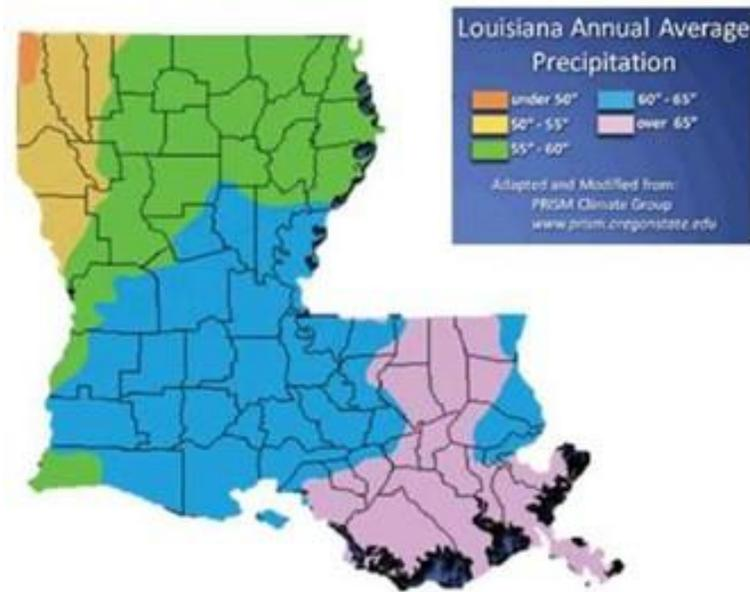 Louisiana Annual Average
Precipitation
under 50"
60" - 65"
50" - 55"
over 65"
55" - 60"
Adapted and Modified from:
PRISM Climate Group
www.prism.oregonstate.edu